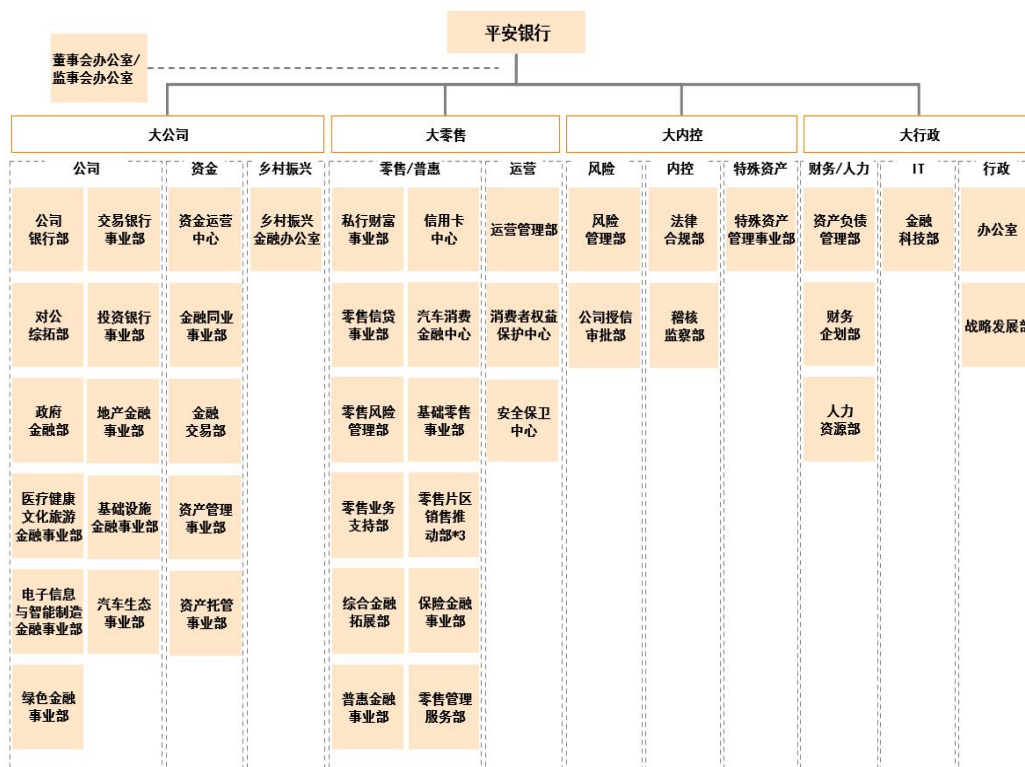 平安银行
董事会办公室/
监事会办公室
大公司
大零售
大内控
大行政
公司
资金
乡村振兴
零售/普惠
运营
风险
内控
特殊资产
财务/人力
IT
行政
公司
银行部
交易银行
事业部
资金运营
中心
乡村振兴
金融办公室
私行财富
事业部
信用卡
中心
运营管理部
风险
管理部
法律
合规部
特殊资产
管理事业部
资产负债
管理部
金融
科技部
办公室
对公
综拓部
投资银行
事业部
金融同业
事业部
零售信贷
事业部
汽车消费
金融中心
消费者权益
保护中心
公司授信
审批部
稽核
监察部
财务
企划部
战略发展部
政府
金融部
地产金融
事业部
金融
交易部
零售风险
管理部
基础零售
事业部
安全保卫
中心
人力
资源部
医疗健康
文化旅游
金融事业部
基础设施
金融事业部
资产管理
事业部
零售业务
支持部
零售片区
销售推
动部*3
电子信息
与智能制造
金融事业部
汽车生态
事业部
资产托管
事业部
综合金融
拓展部
保险金融
事业部
绿色金融
事业部
普惠金融
事业部
零售管理
服务部